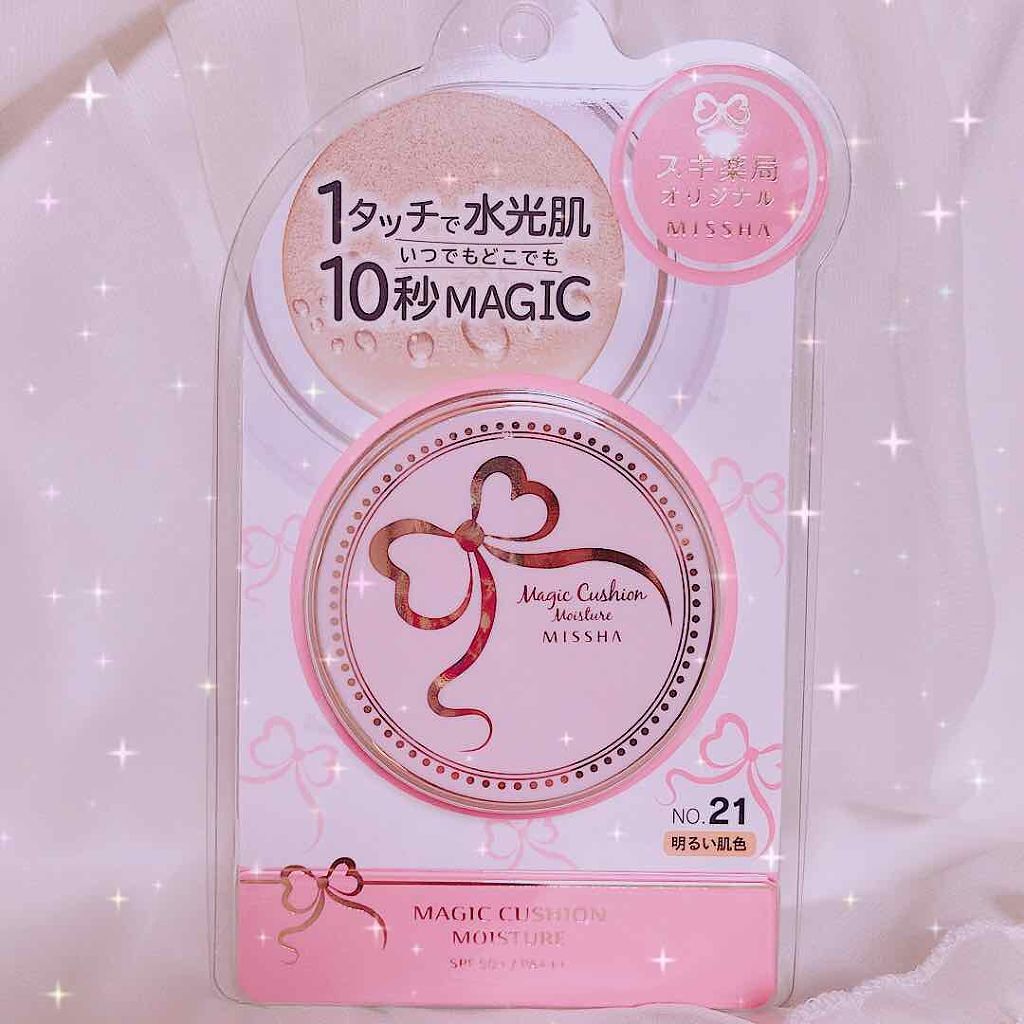 スギ薬局
オリジナル
MISSHA
1タッチで水光肌
いつでもどこでも
10秒MAGIC
Magic Cushion
Moisture
MISSHA
NO.21
明るい肌色
MAGIC CUSHION
MOISTURE